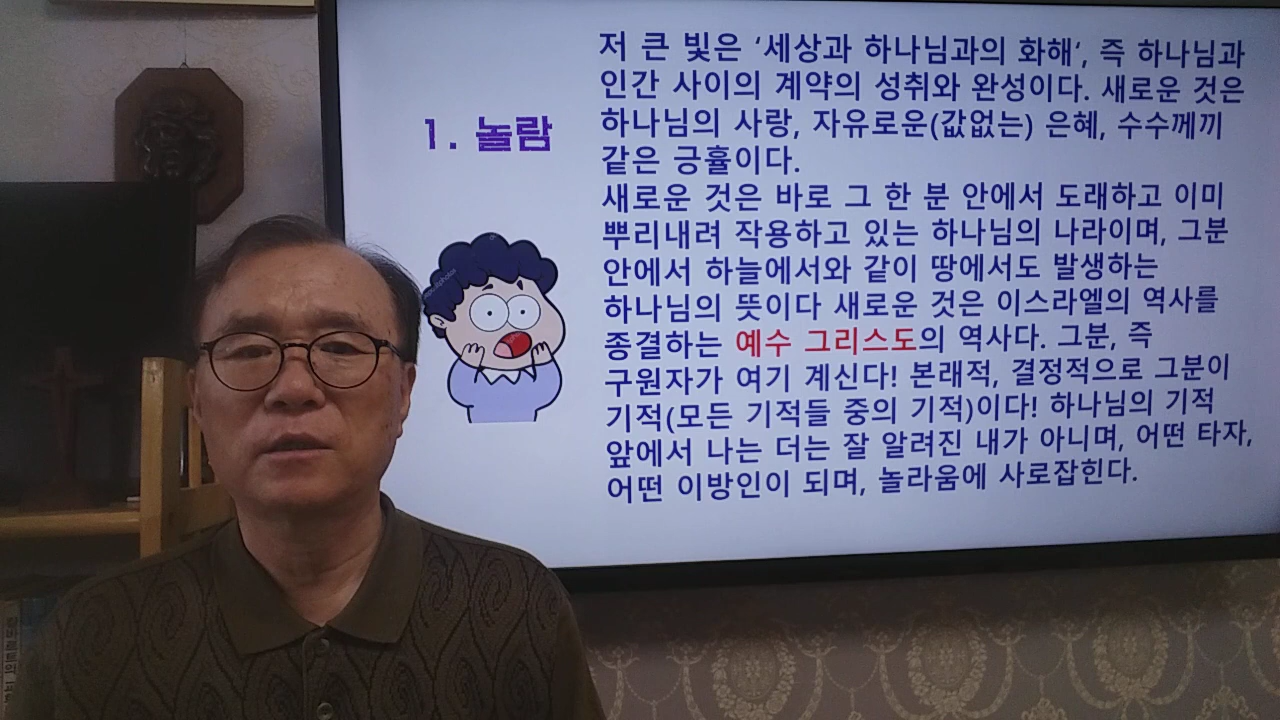 1. 놀람
저 큰 빛은 ‘세상과 하나님과의 화해‘, 즉 하나님과
인간 사이의 계약의 성취와 완성이다. 새로운 것은
하나님의 사랑, 자유로운(값없는) 은혜, 수수께끼
같은 긍휼이다.
새로운 것은 바로 그 한 분 안에서 도래하고 이미
뿌리내려 작용하고 있는 하나님의 나라이며, 그분
안에서 하늘에서와 같이 땅에서도 발생하는
하나님의 뜻이다 새로운 것은 이스라엘의 역사를
종결하는 예수 그리스도의 역사다. 그분, 즉
구원자가 여기 계신다! 본래적, 결정적으로 그분이
기적(모든 기적들 중의 기적)이다! 하나님의 기적
앞에서 나는 더는 잘 알려진 내가 아니며, 어떤 타자,
어떤 이방인이 되며, 놀라움에 사로잡힌다.